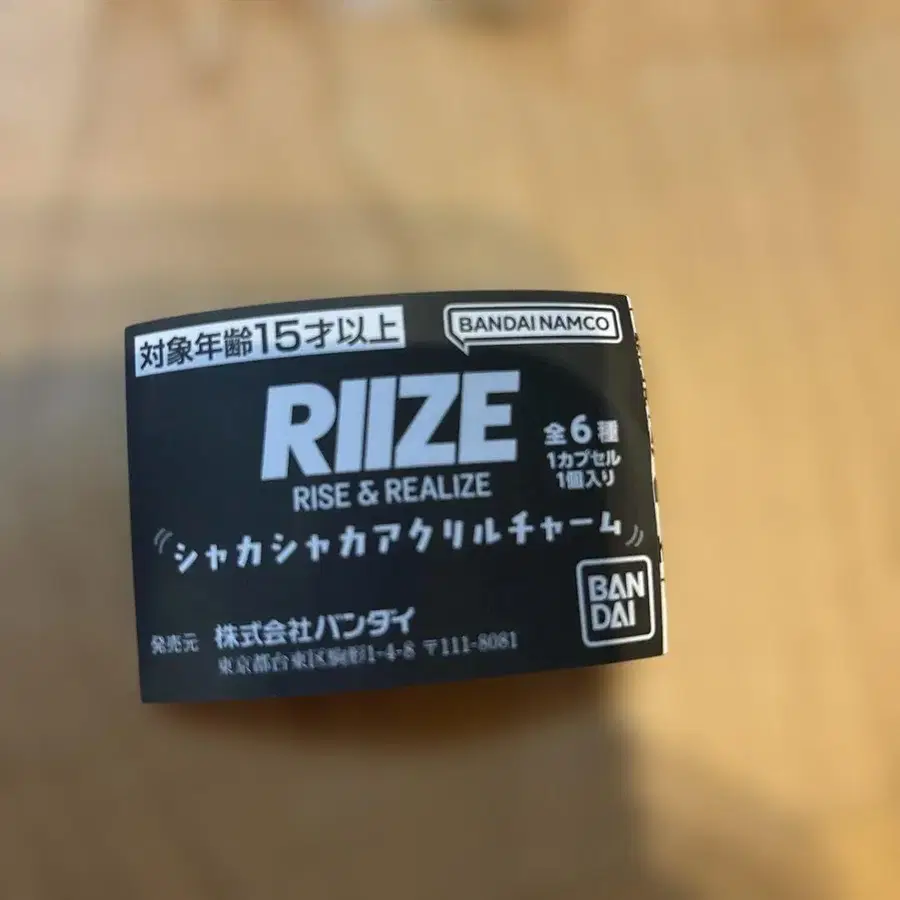 対象年齢15才以上
BANDAI NAMCO
RIIZE
RISE & REALIZE
全6種
1カプセル
1個入り
シャカシャカアクリルチャーム
BAN
DAI
発売元 株式会社バンダイ
東京都台東区駒形1-4-8 〒111-8081